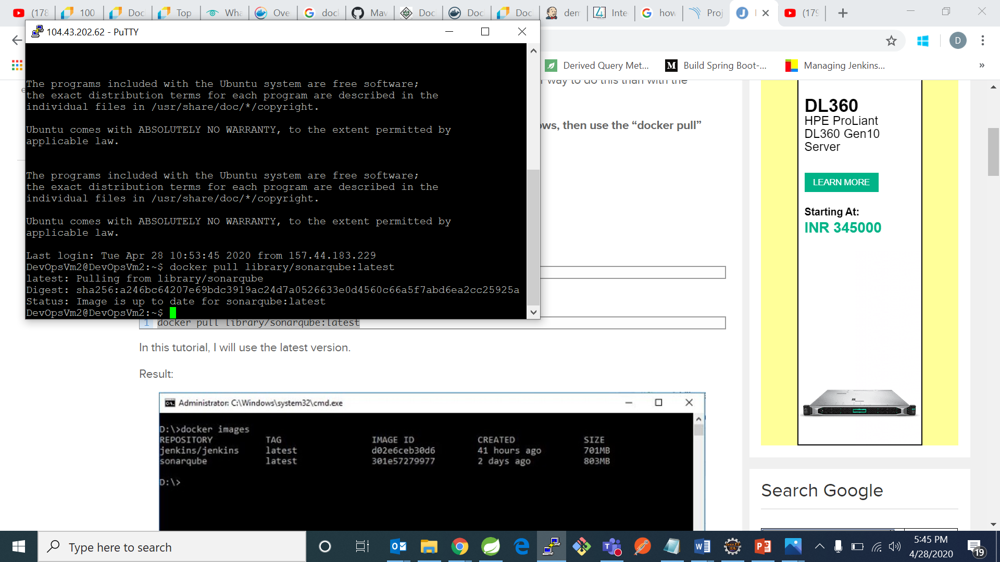 (178
100
Doc
Top
Wha
Ove
doc
Mav
Doc
Doc
Doc
den
Inte
how
Proj
(179
104.43.202.62 - PuTTY
D
Derived Query Met...
Build Spring Boot-...
Managing Jenkins...
»
The programs included with the Ubuntu system are free software;
the exact distribution terms for each program are described in the
individual files in /usr/share/doc/*/copyright.
Ubuntu comes with ABSOLUTELY NO WARRANTY, to the extent permitted by
applicable law.
The programs included with the Ubuntu system are free software;
the exact distribution terms for each program are described in the
individual files in /usr/share/doc/*/copyright.
Ubuntu comes with ABSOLUTELY NO WARRANTY, to the extent permitted by
applicable law.
Last login: Tue Apr 28 10:53:45 2020 from 157.44.183.229
DevOpsVm2@DevOpsVm2:~$ docker pull library/sonarqube:latest
latest: Pulling from library/sonarqube
Digest: sha256:a246bc64207e69bdc3919ac24d7a0526633e0d4560c66a5f7abd6ea2cc25925a
Status: Image is up to date for sonarqube:latest
DevOpsVm2@DevOpsVm2:~$
way to do this than with the
ows, then use the “docker pull”
1 docker pull library/sonarqube:latest
In this tutorial, I will use the latest version.
Result:
Administrator: C:\Windows\system32\cmd.exe
D:\>docker images
REPOSITORY TAG IMAGE ID CREATED SIZE
jenkins/jenkins latest d02e6ceb30d6 41 hours ago 701MB
sonarqube latest 301e57279977 2 days ago 803MB
D:\>
DL360
HPE ProLiant
DL360 Gen10
Server
LEARN MORE
Starting At:
INR 345000
Search Google
Type here to search
5:45 PM
4/28/2020
19